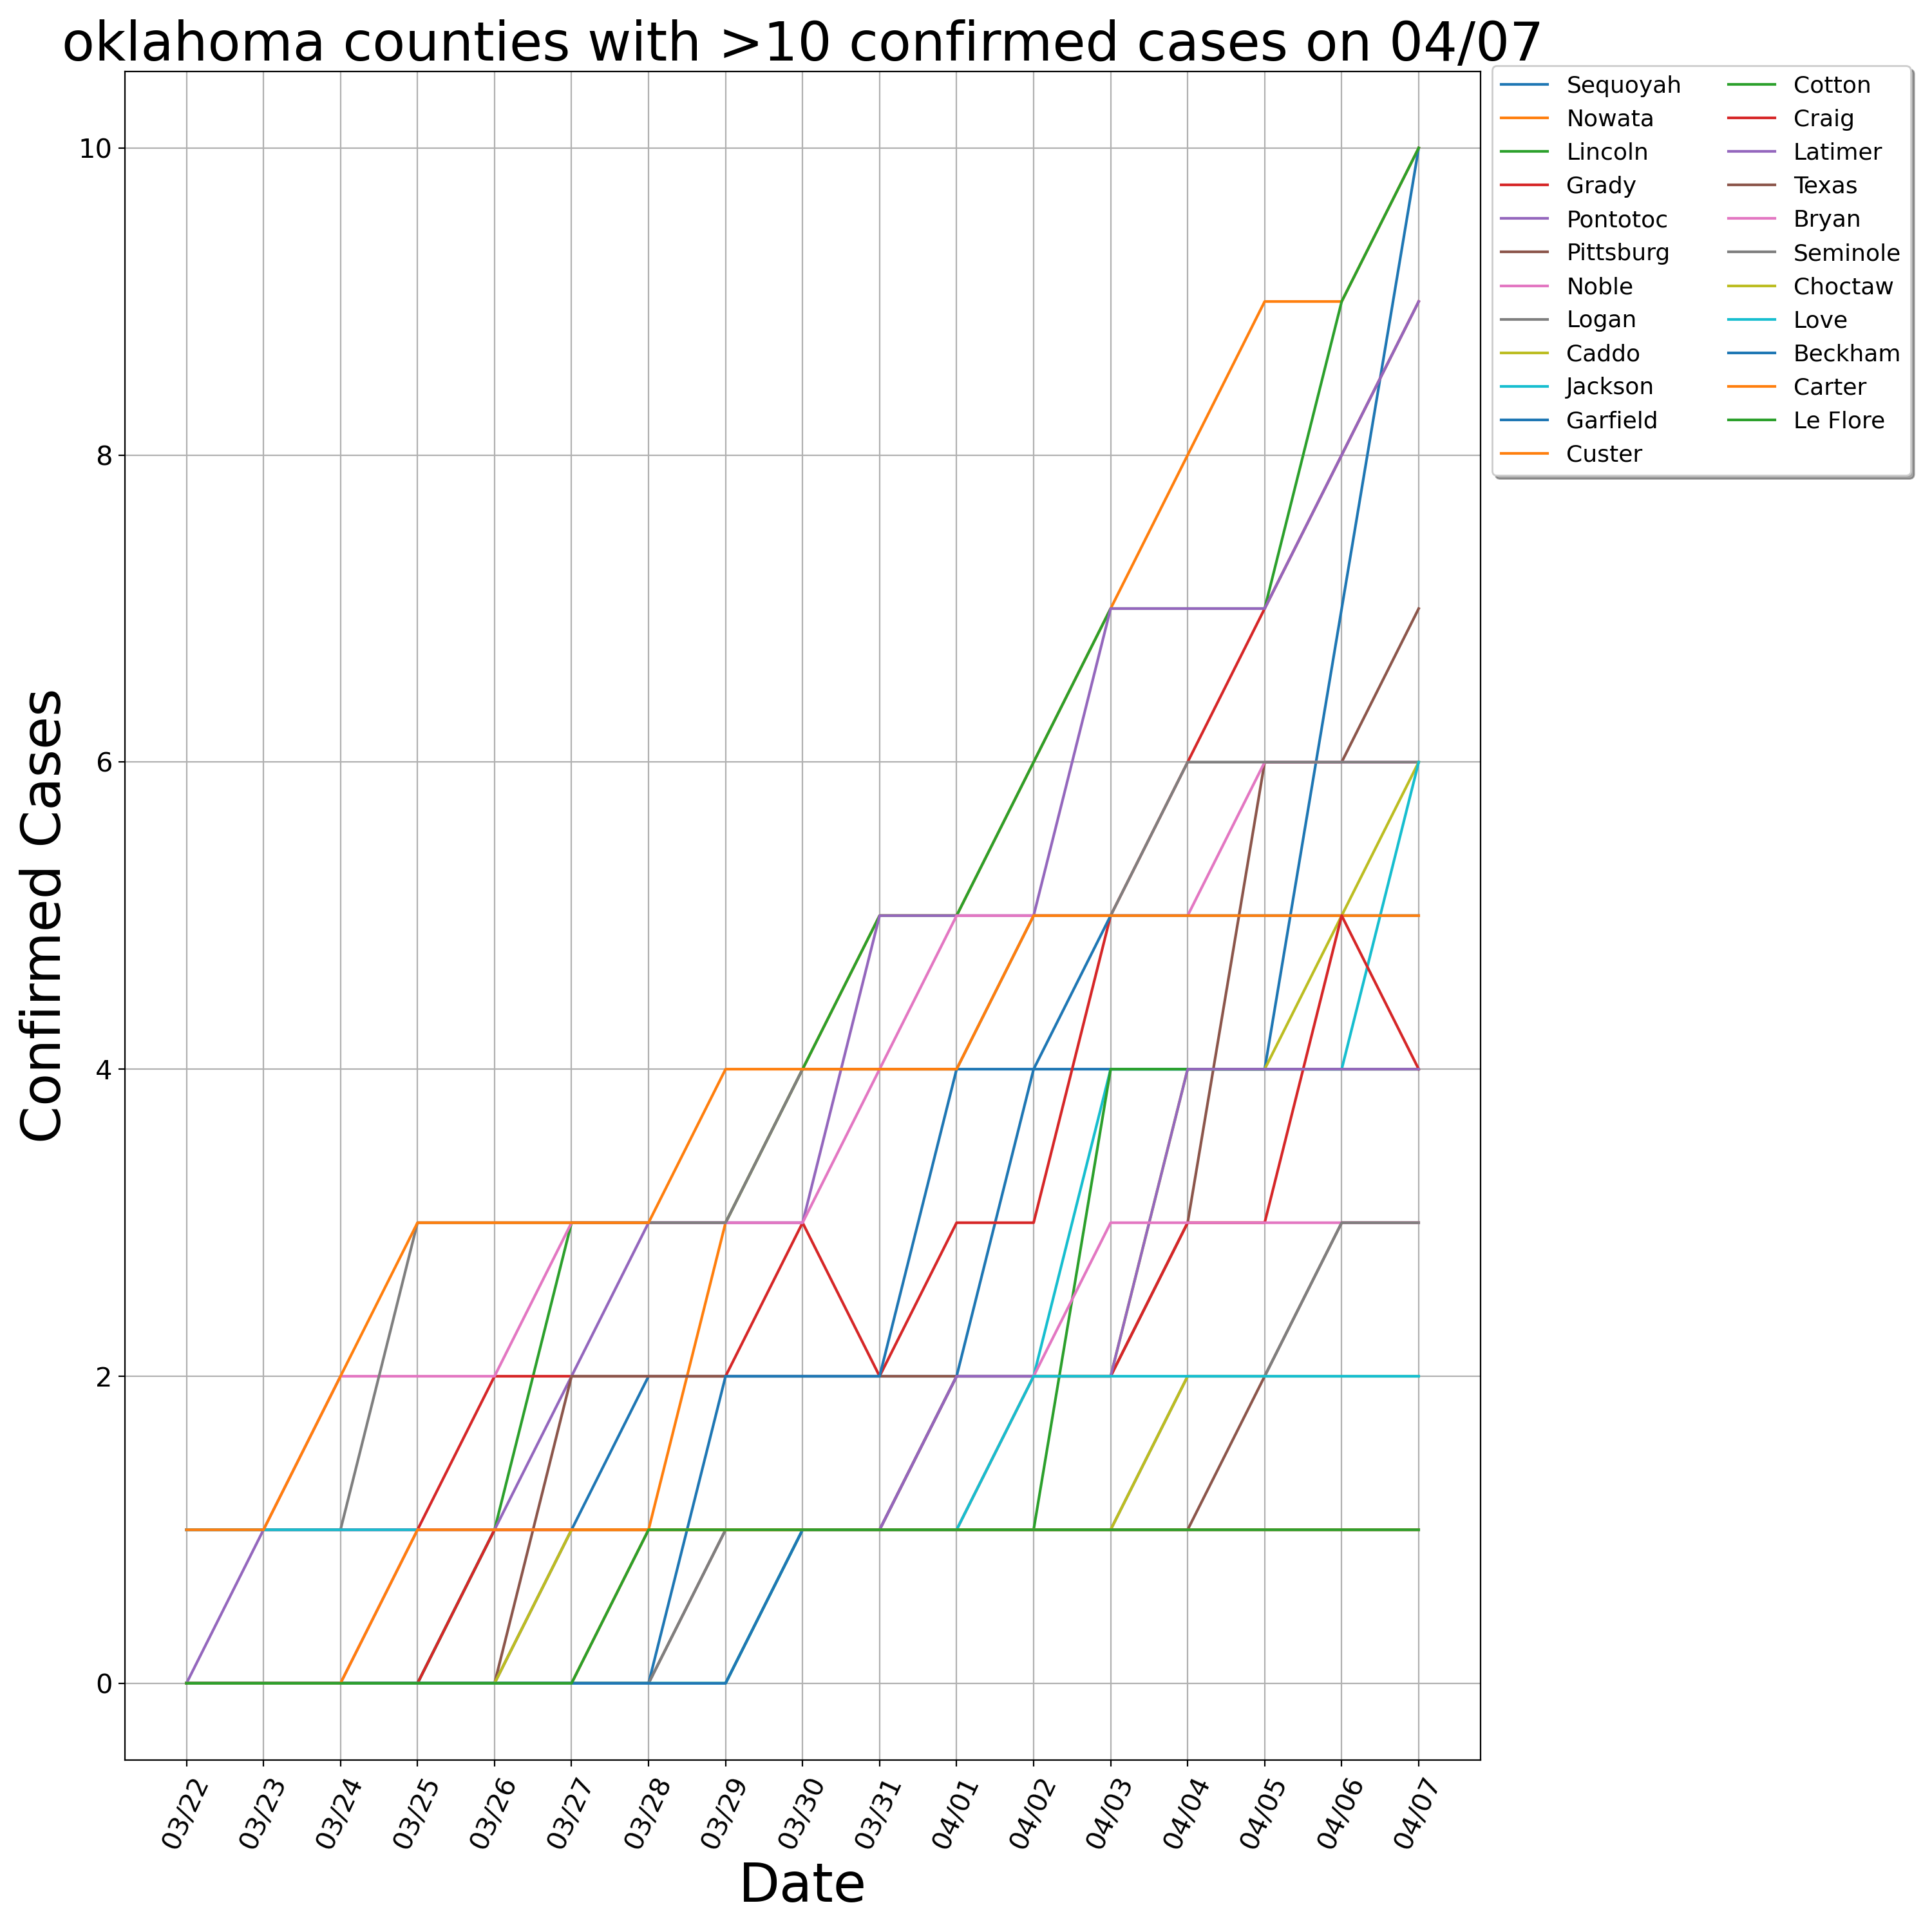 oklahoma counties with >10 confirmed cases on 04/07
Sequoyah
Nowata
Lincoln
Grady
Pontotoc
Pittsburg
Noble
Logan
Caddo
Jackson
Garfield
Custer
Cotton
Craig
Latimer
Texas
Bryan
Seminole
Choctaw
Love
Beckham
Carter
Le Flore
Confirmed Cases
10
8
6
4
2
0
03/22
03/23
03/24
03/25
03/26
03/27
03/28
03/29
03/30
03/31
04/01
04/02
04/03
04/04
04/05
04/06
04/07
Date